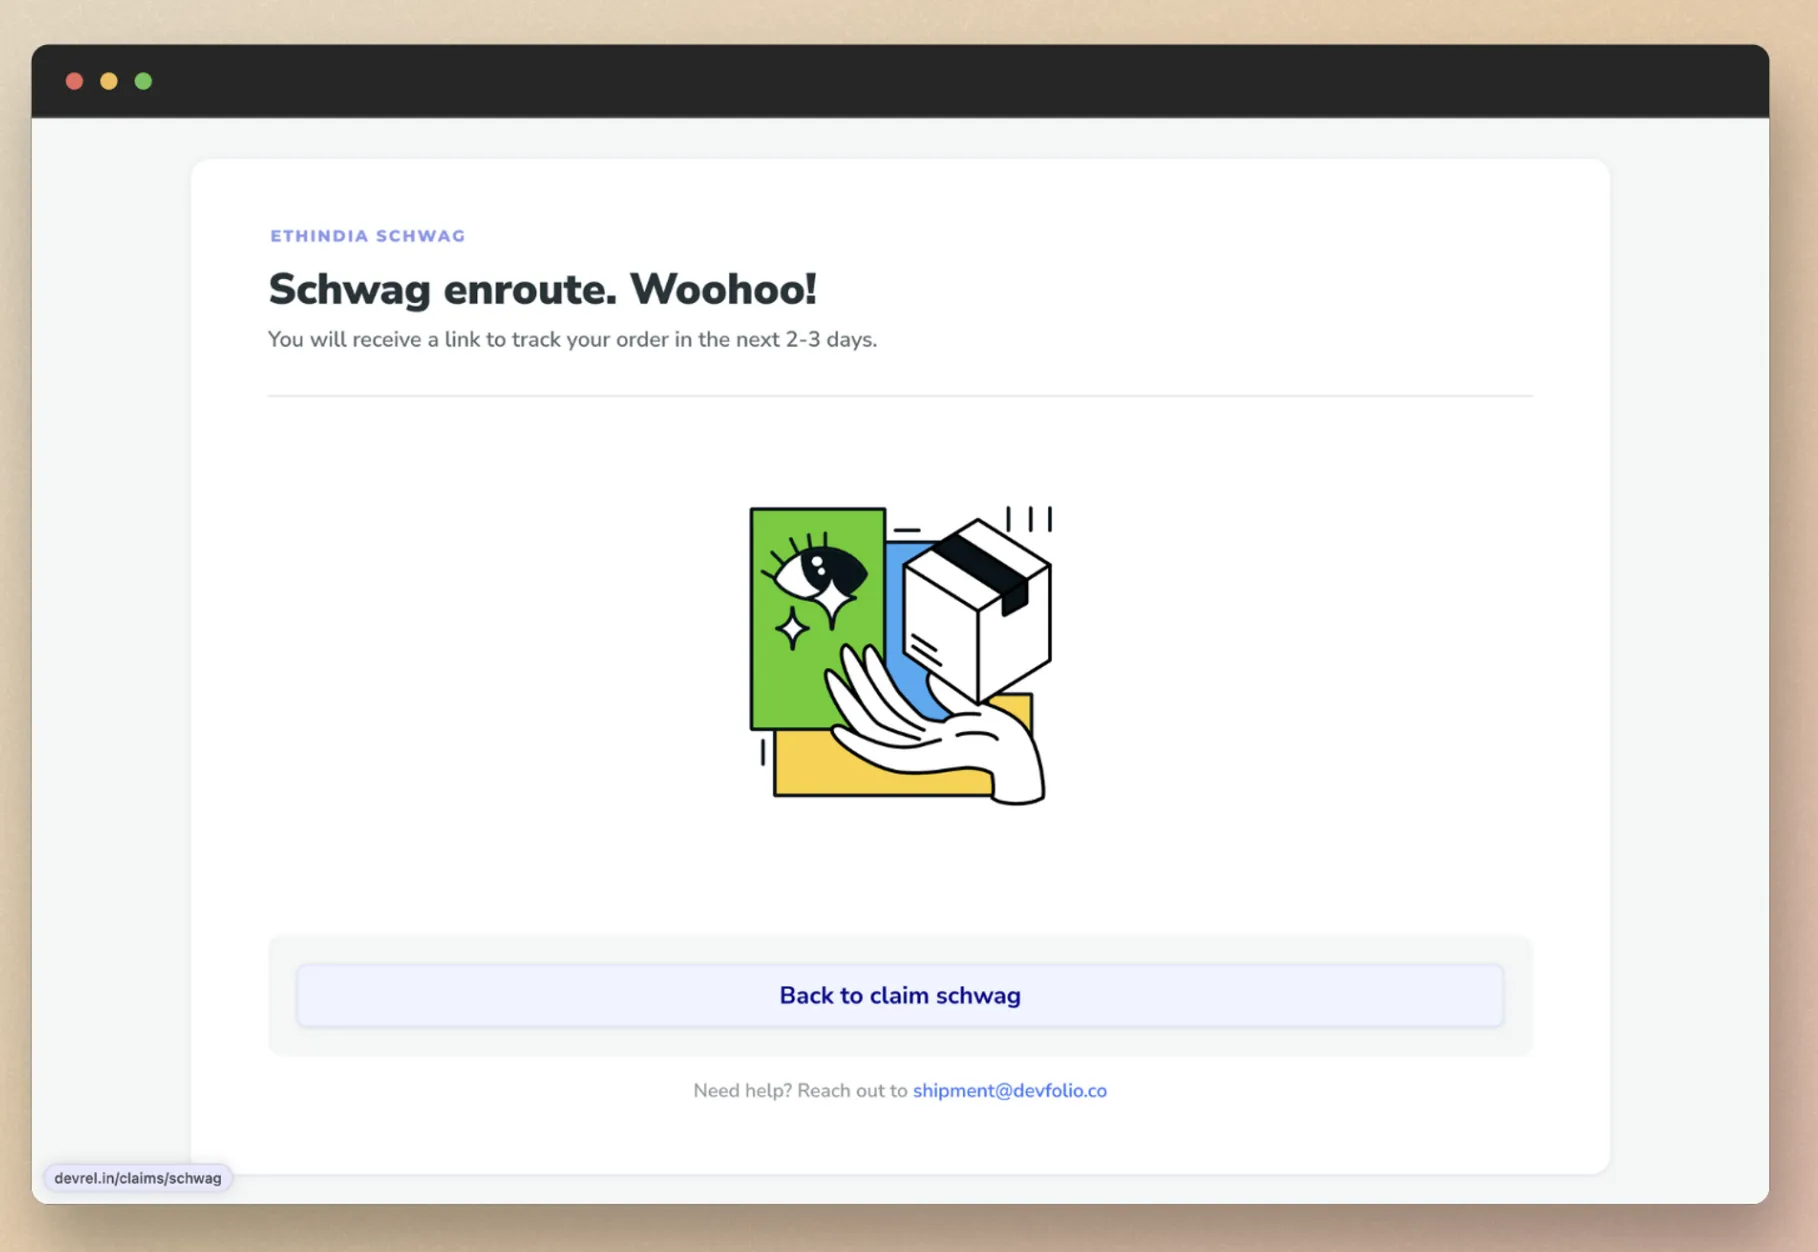 ETHINDIA SCHWAG
Schwag enroute. Woohoo!
You will receive a link to track your order in the next 2-3 days.
Back to claim schwag
Need help? Reach out to shipment@devfolio.co
devrel.in/claims/schwag